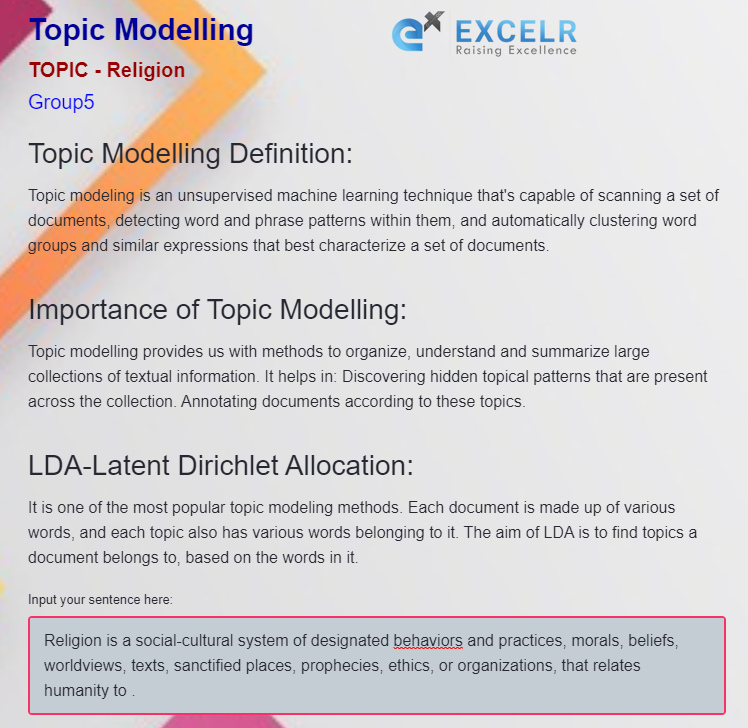 Topic Modelling
EXCELR
Raising Excellence
TOPIC - Religion
Group5
Topic Modelling Definition:
Topic modeling is an unsupervised machine learning technique that's capable of scanning a set of
documents, detecting word and phrase patterns within them, and automatically clustering word
groups and similar expressions that best characterize a set of documents.
Importance of Topic Modelling:
Topic modelling provides us with methods to organize, understand and summarize large
collections of textual information. It helps in: Discovering hidden topical patterns that are present
across the collection. Annotating documents according to these topics.
LDA-Latent Dirichlet Allocation:
It is one of the most popular topic modeling methods. Each document is made up of various
words, and each topic also has various words belonging to it. The aim of LDA is to find topics a
document belongs to, based on the words in it.
Input your sentence here:
Religion is a social-cultural system of designated behaviors and practices, morals, beliefs,
worldviews, texts, sanctified places, prophecies, ethics, or organizations, that relates
humanity to .